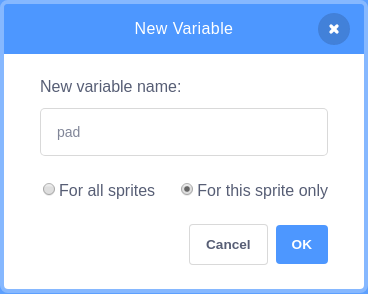 New Variable
New variable name:
pad
For all sprites For this sprite only
Cancel OK